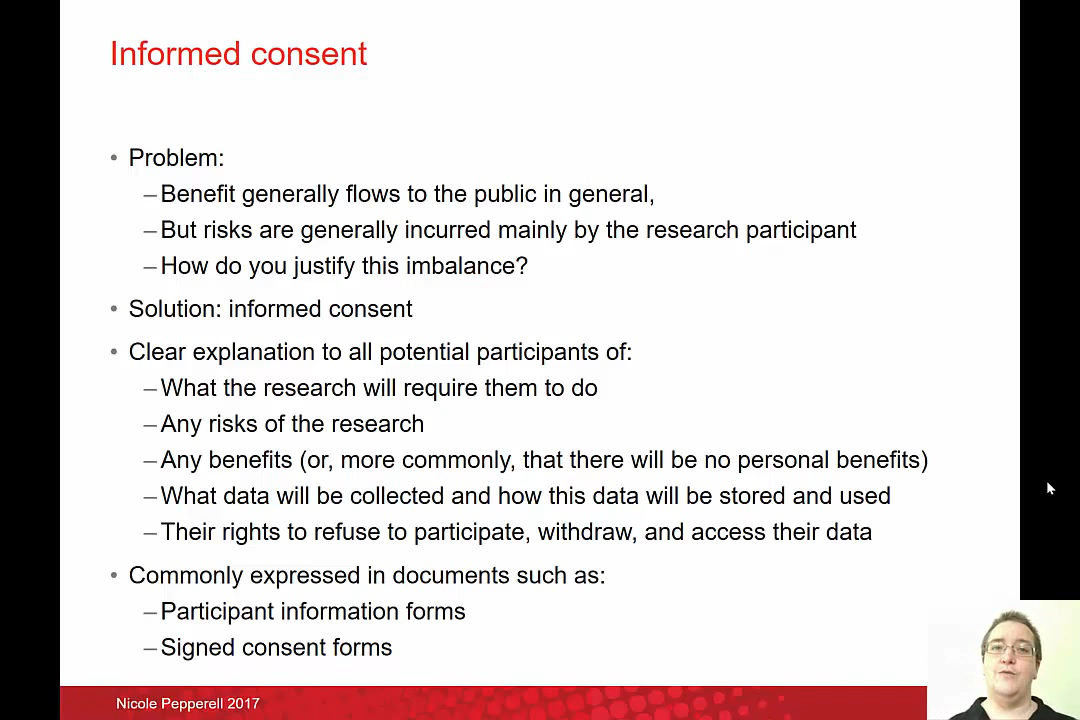 Informed consent
• Problem:
–Benefit generally flows to the public in general,
–But risks are generally incurred mainly by the research participant
–How do you justify this imbalance?
• Solution: informed consent
• Clear explanation to all potential participants of:
–What the research will require them to do
–Any risks of the research
–Any benefits (or, more commonly, that there will be no personal benefits)
–What data will be collected and how this data will be stored and used
–Their rights to refuse to participate, withdraw, and access their data
• Commonly expressed in documents such as:
–Participant information forms
–Signed consent forms
Nicole Pepperell 2017